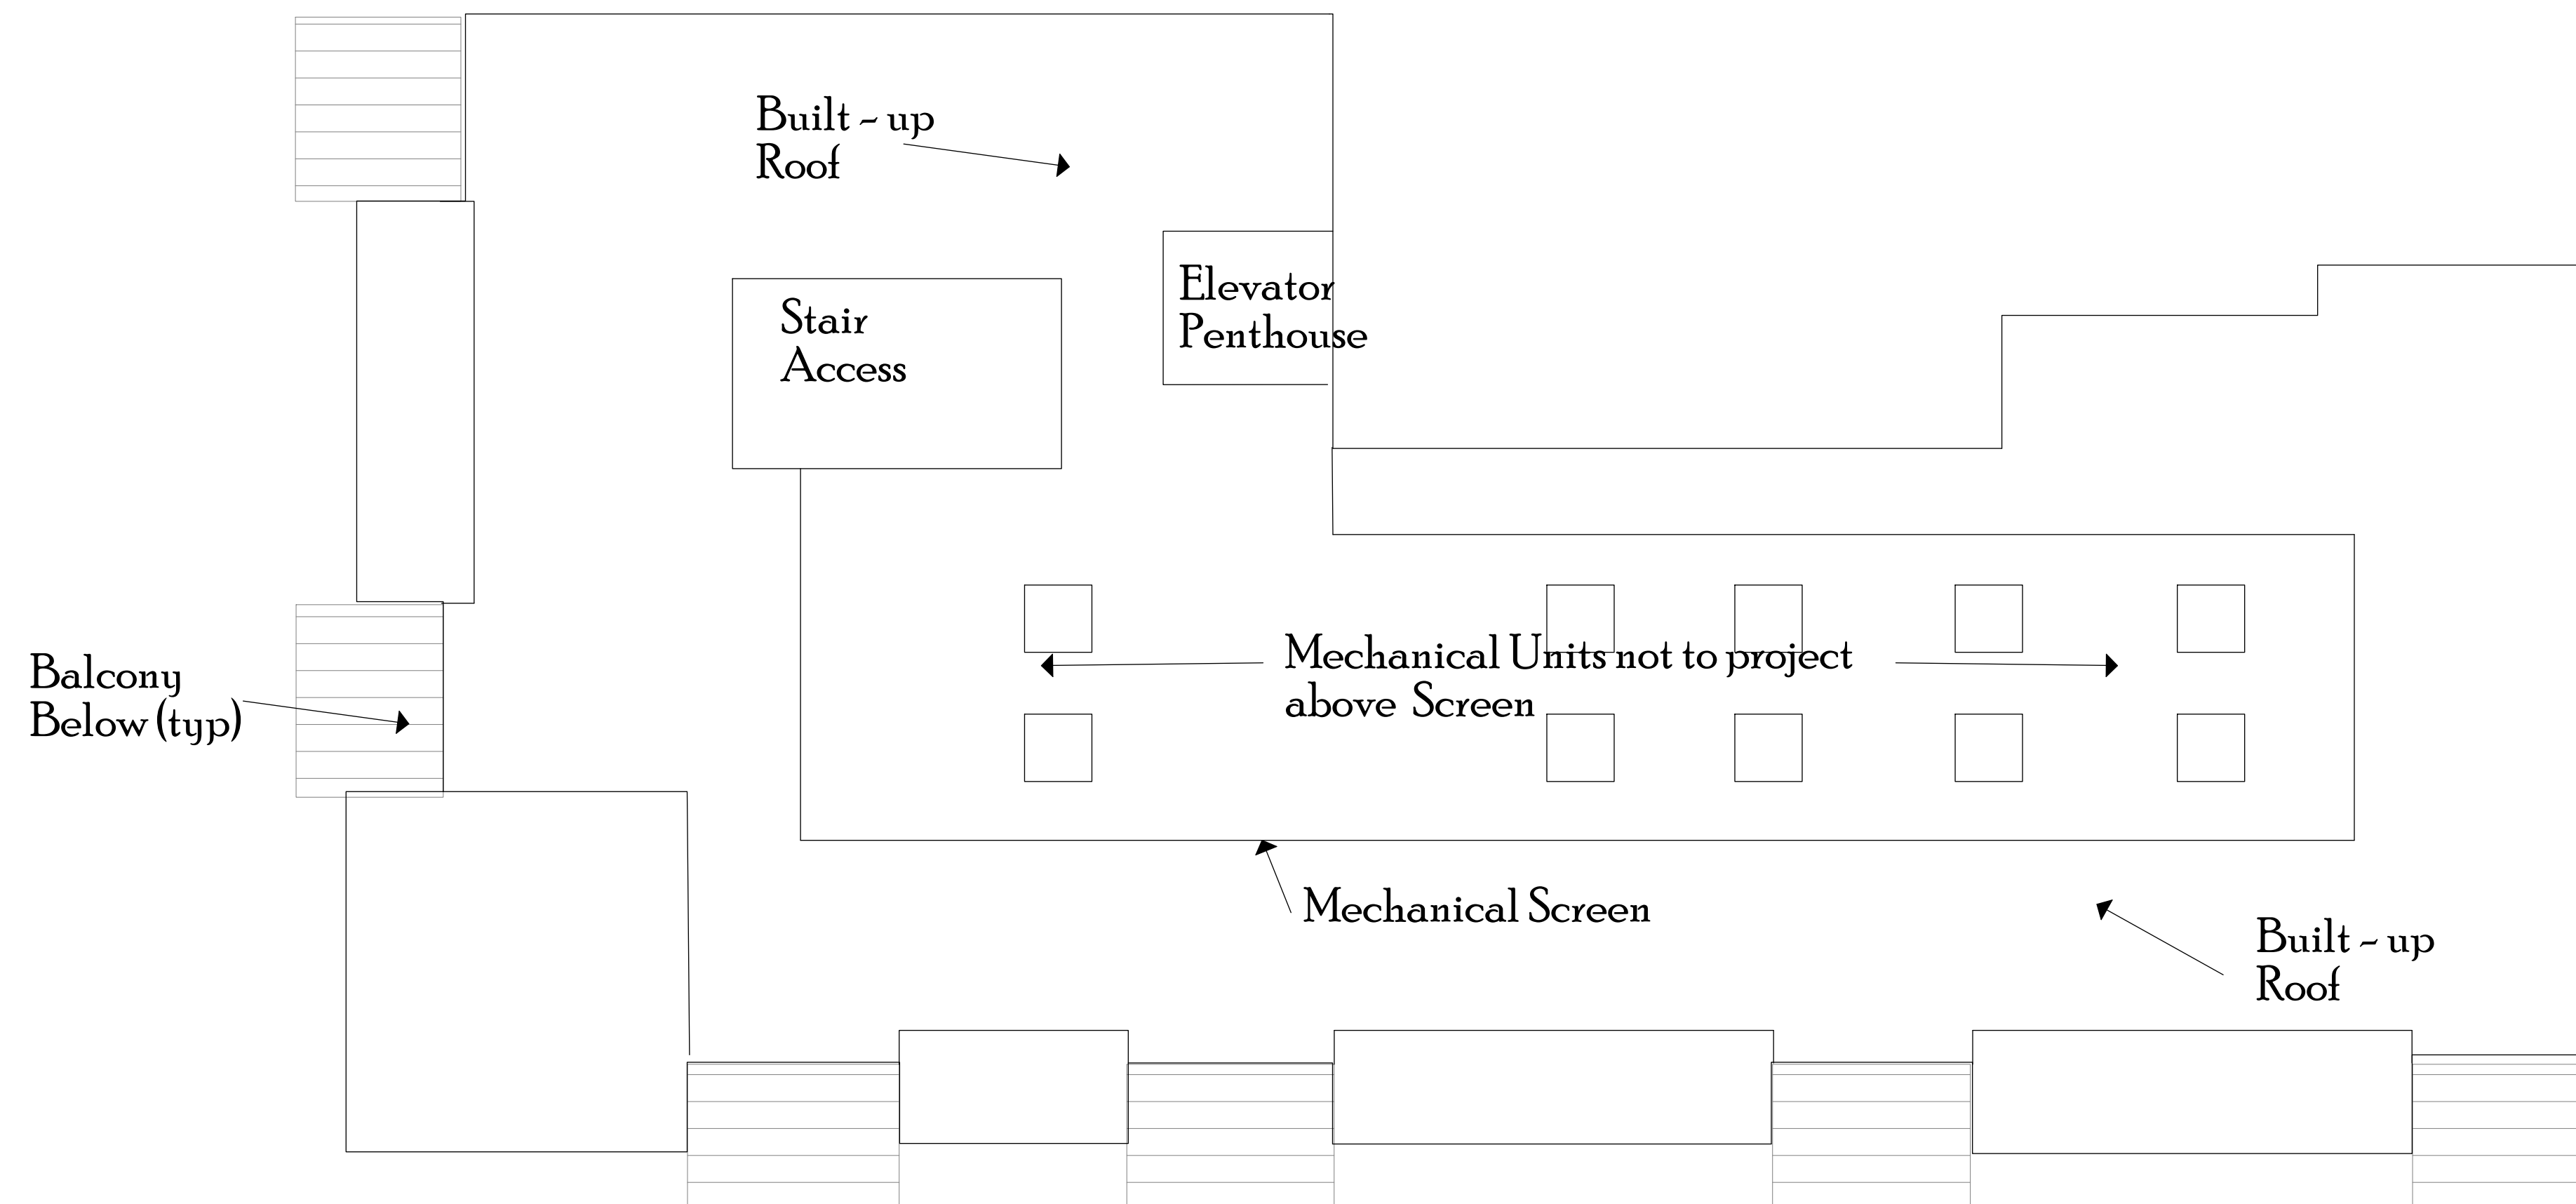 Built - up
Roof
Elevator
Penthouse
Stair
Access
Mechanical Units not to project
above Screen
Balcony
Below (typ)
Mechanical Screen
Built - up
Roof